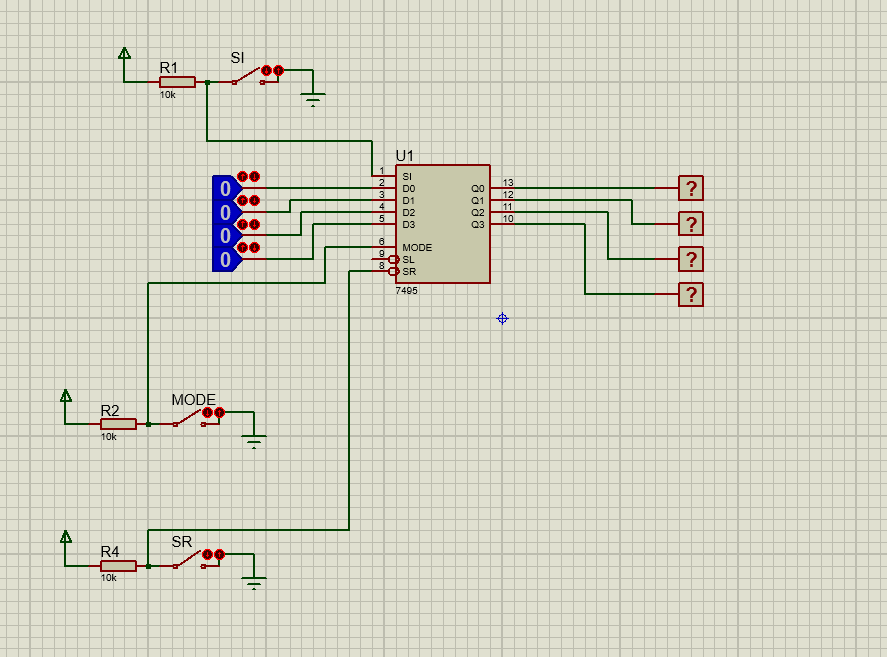 SI
R1
10k
U1
1 SI
2 D0
3 D1
4 D2
5 D3
6 MODE
9 SL
8 SR
Q0 13
Q1 12
Q2 11
Q3 10
7495
0
0
0
0
?
?
?
?
MODE
R2
10k
SR
R4
10k